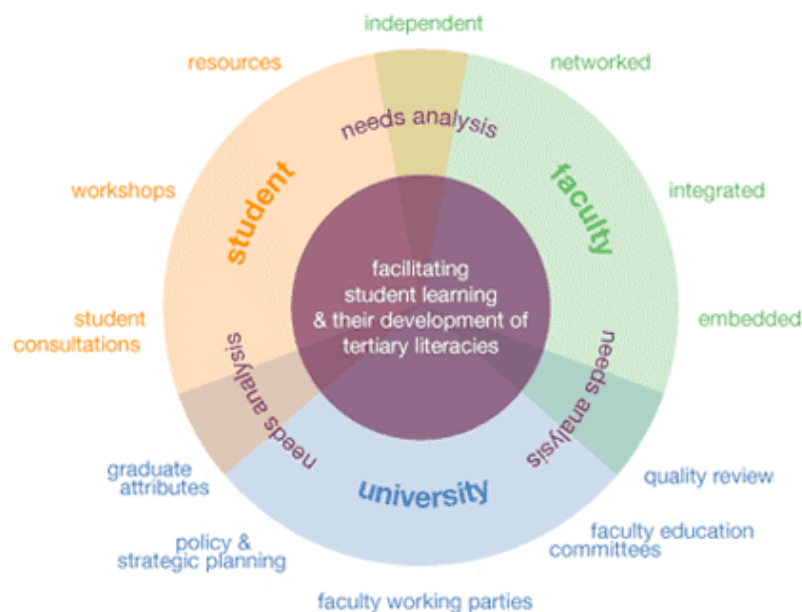 independent
resources
networked
needs analysis
student
faculty
workshops
integrated
facilitating
student learning
& their development of
tertiary literacies
student
consultations
embedded
needs analysis
needs analysis
graduate
attributes
university
quality review
policy &
strategic planning
faculty education
committees
faculty working parties